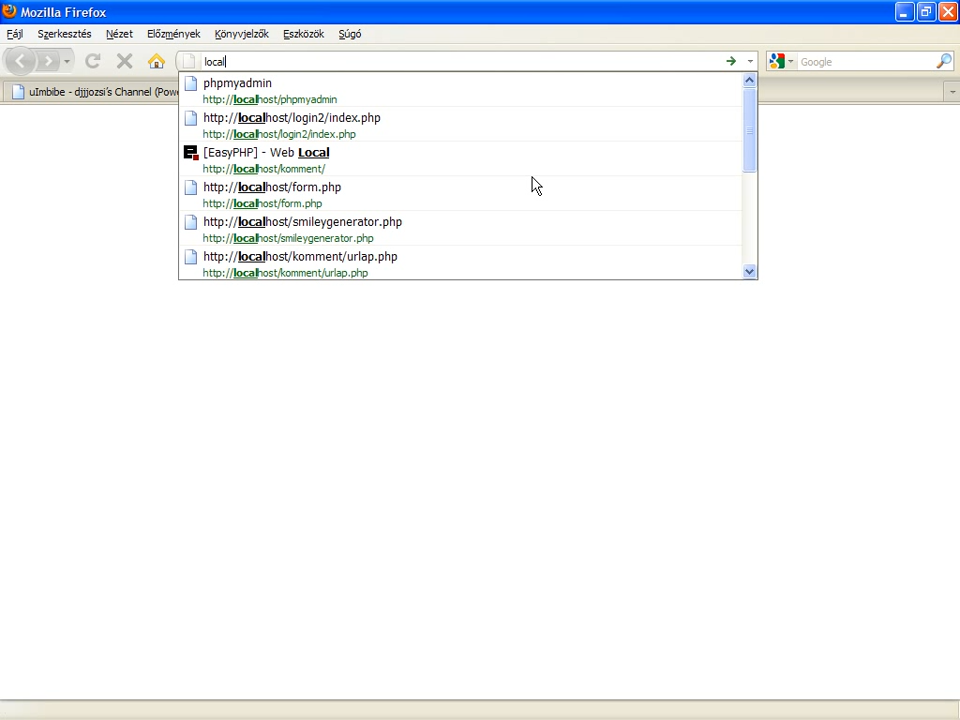 Mozilla Firefox
Fájl Szerkesztés Nézet Előzmények Könyvjelzők Eszközök Súgó
local
Google
uImbibe - djjjozsi's Channel (Pow
phpmyadmin
http://localhost/phpmyadmin
http://localhost/login2/index.php
http://localhost/login2/index.php
[EasyPHP] - Web Local
http://localhost/komment/
http://localhost/form.php
http://localhost/form.php
http://localhost/smileygenerator.php
http://localhost/smileygenerator.php
http://localhost/komment/urlap.php
http://localhost/komment/urlap.php